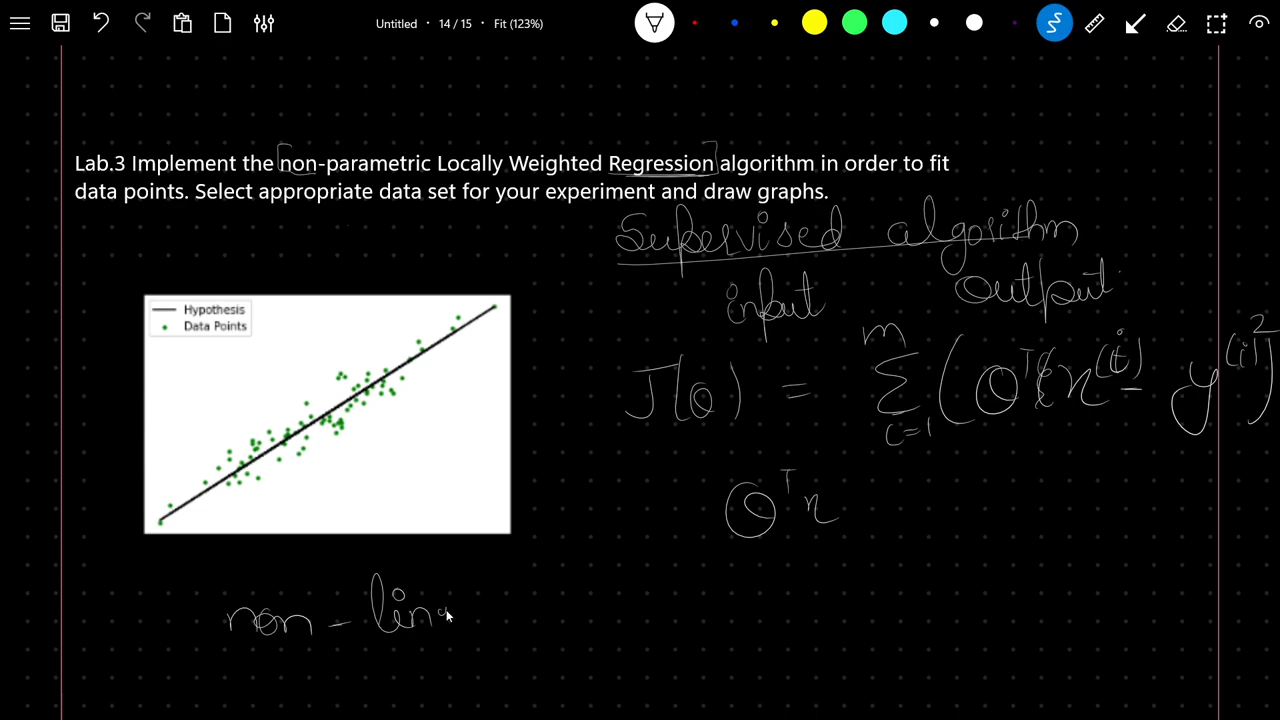 Untitled • 14 / 15 • Fit (123%)
Lab.3 Implement the non-parametric Locally Weighted Regression algorithm in order to fit
data points. Select appropriate data set for your experiment and draw graphs.
Supervised algorithm
input output
Hypothesis
Data Points
J(θ) = m Σ i=1 (θᵀ x⁽ⁱ⁾ - y⁽ⁱ⁾)²
θᵀx
non - lin